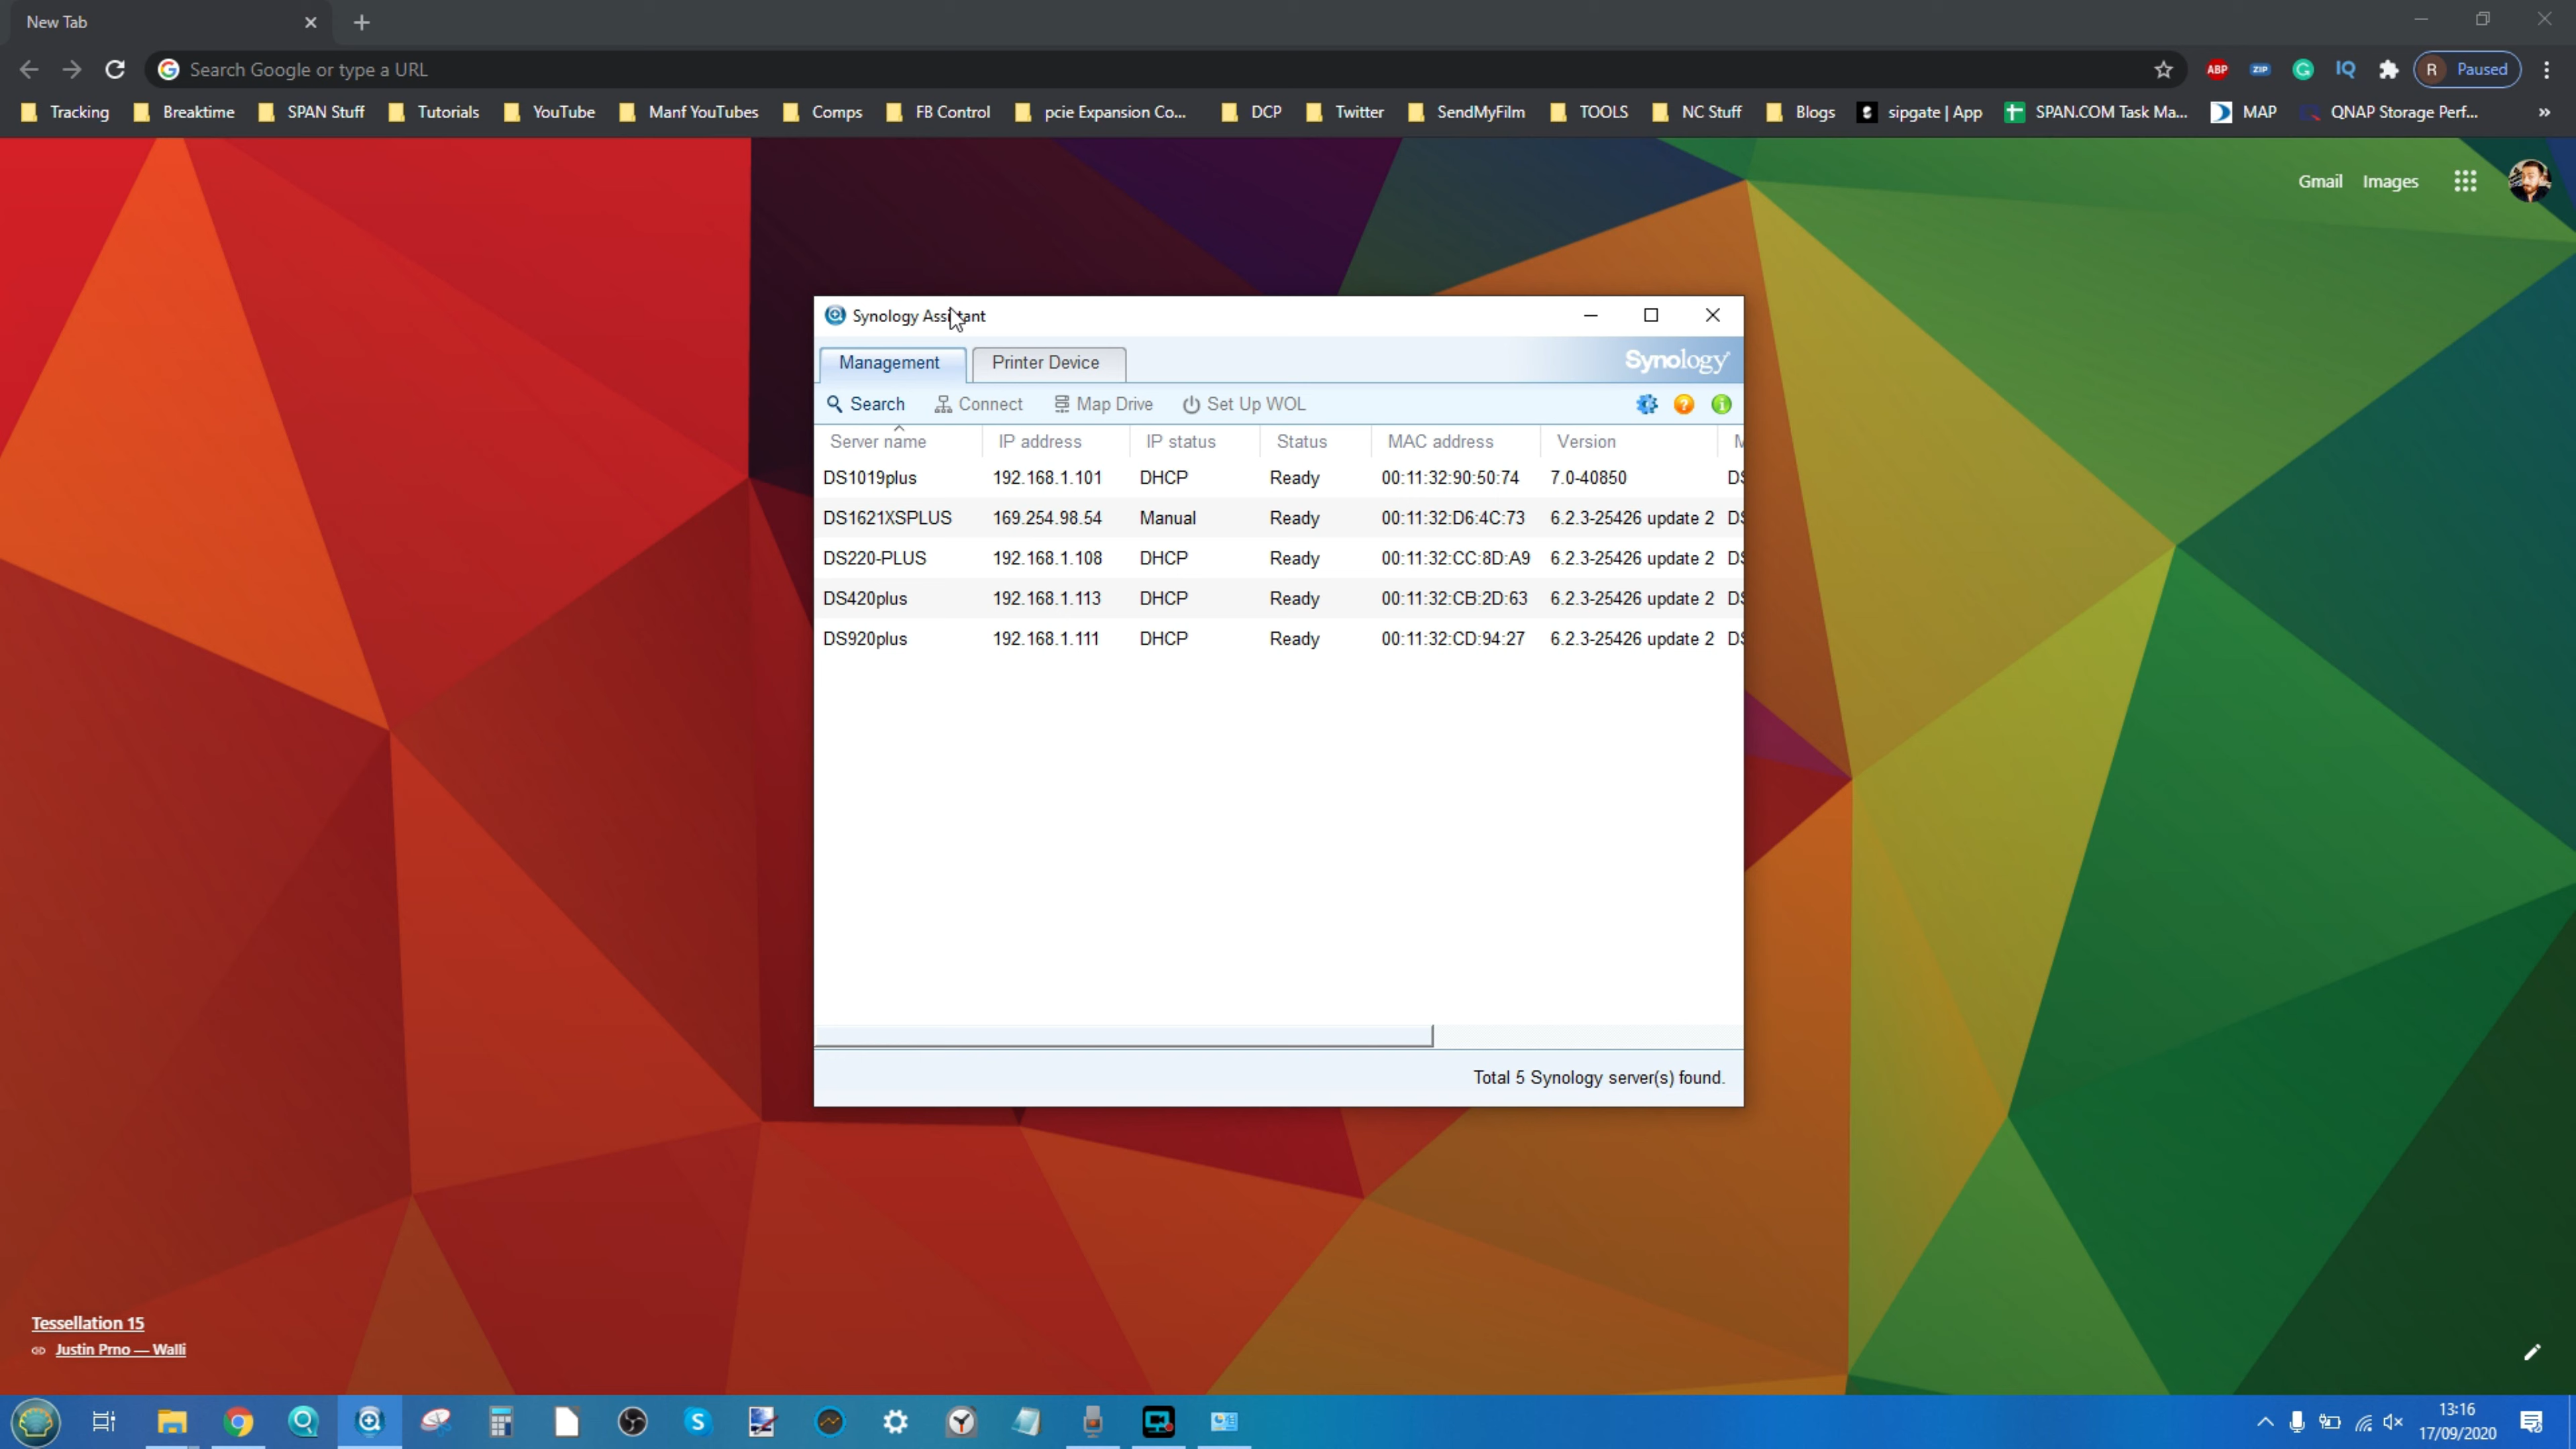 New Tab
Search Google or type a URL
ABP ZIP IQ R Paused
Tracking Breaktime SPAN Stuff Tutorials YouTube Manf YouTubes Comps FB Control pcie Expansion Co... DCP Twitter SendMyFilm TOOLS NC Stuff Blogs sipgate | App SPAN.COM Task Ma... MAP QNAP Storage Perf... »
Gmail Images
Synology Assistant
Management Printer Device Synology
Search Connect Map Drive Set Up WOL
Server name IP address IP status Status MAC address Version
DS1019plus 192.168.1.101 DHCP Ready 00:11:32:90:50:74 7.0-40850 DS
DS1621XSPLUS 169.254.98.54 Manual Ready 00:11:32:D6:4C:73 6.2.3-25426 update 2 DS
DS220-PLUS 192.168.1.108 DHCP Ready 00:11:32:CC:8D:A9 6.2.3-25426 update 2 DS
DS420plus 192.168.1.113 DHCP Ready 00:11:32:CB:2D:63 6.2.3-25426 update 2 DS
DS920plus 192.168.1.111 DHCP Ready 00:11:32:CD:94:27 6.2.3-25426 update 2 DS
Total 5 Synology server(s) found.
Tessellation 15
Justin Prno — Walli
13:16
17/09/2020